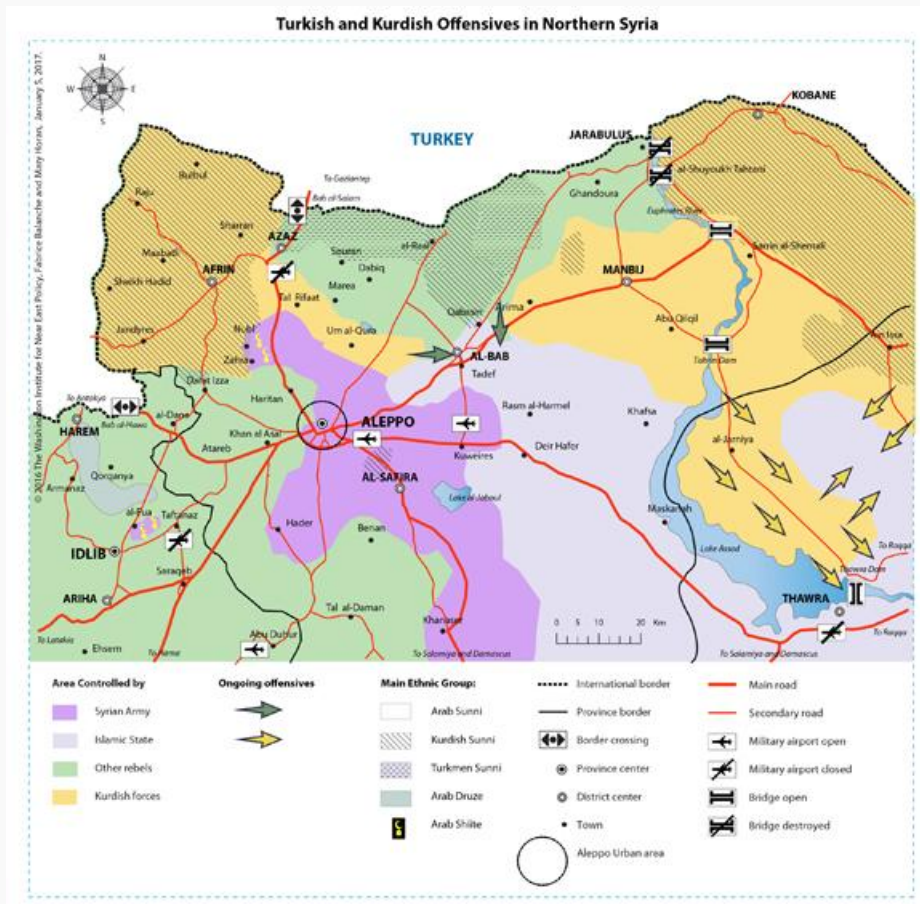 Turkish and Kurdish Offensives in Northern Syria
© 2016 The Washington Institute for Near East Policy, Fabrice Balanche and Mary Horan, January 5, 2017.
N
W
E
S
TURKEY
KOBANE
JARABULUS
al-Shuyoukh Tahtani
Bulbul
To Gaziantep
Raju
Bab al-Salam
Ghandoura
Euphrates River
Sharran
AZAZ
al-Raai
Souran
Maabatli
Dabiq
Sarrin al-Shemali
AFRIN
MANBIJ
Sheikh Hadid
Marea
Tal Rifaat
Qabasin
Arima
Abu Qilqil
Jandyres
Nubl
Um al-Qura
Ain Issa
Zahra
AL-BAB
Tishrin Dam
Tadef
Darat Izza
To Antakya
Haritan
Rasm al-Harmel
Khafsa
HAREM
Bab al-Hawa
al-Dana
ALEPPO
Khan al-Asal
al-Jarniya
Atareb
Kuweires
Deir Hafer
Qorqanya
Armanaz
AL-SAFIRA
Lake al-Jaboul
al-Fua
Taftanaz
Maskanah
Hader
Benan
Lake Assad
IDLIB
To Raqqa
Saraqeb
Thawra Dam
ARIHA
THAWRA
Tal al-Daman
0 10 20 Km
Khanaser
To Latakia
Abu Duhur
To Raqqa
Ehsem
To Hama
To Salamiya and Damascus
To Salamiya and Damascus
Area Controlled by
Syrian Army
Islamic State
Other rebels
Kurdish forces
Ongoing offensives
Main Ethnic Group:
Arab Sunni
Kurdish Sunni
Turkmen Sunni
Arab Druze
Arab Shiite
International border
Province border
Border crossing
Province center
District center
Town
Aleppo Urban area
Main road
Secondary road
Military airport open
Military airport closed
Bridge open
Bridge destroyed